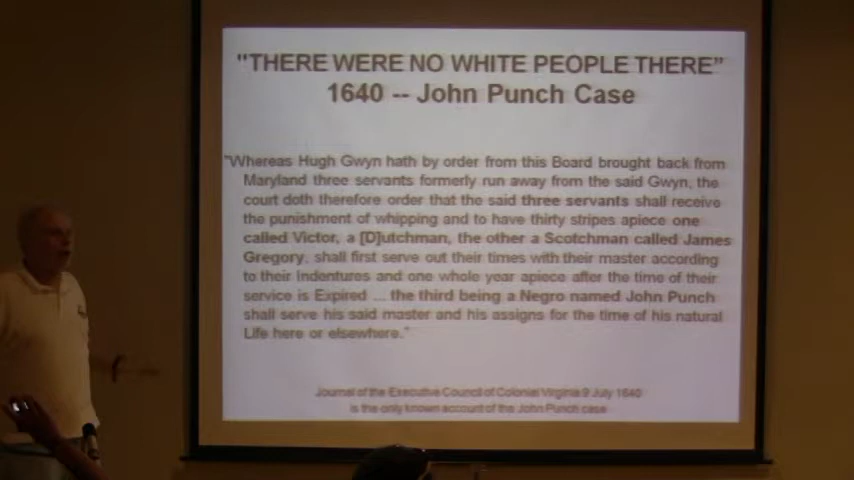 "THERE WERE NO WHITE PEOPLE THERE"
1640 -- John Punch Case
"Whereas Hugh Gwyn hath by order from this Board brought back from
Maryland three servants formerly run away from the said Gwyn, the
court doth therefore order that the said three servants shall receive
the punishment of whipping and to have thirty stripes apiece one
called Victor, a [D]utchman, the other a Scotchman called James
Gregory, shall first serve out their times with their master according
to their Indentures and one whole year apiece after the time of their
service is Expired ... the third being a Negro named John Punch
shall serve his said master and his assigns for the time of his natural
Life here or elsewhere."
Journal of the Executive Council of Colonial Virginia 9 July 1640
is the only known account of the John Punch case